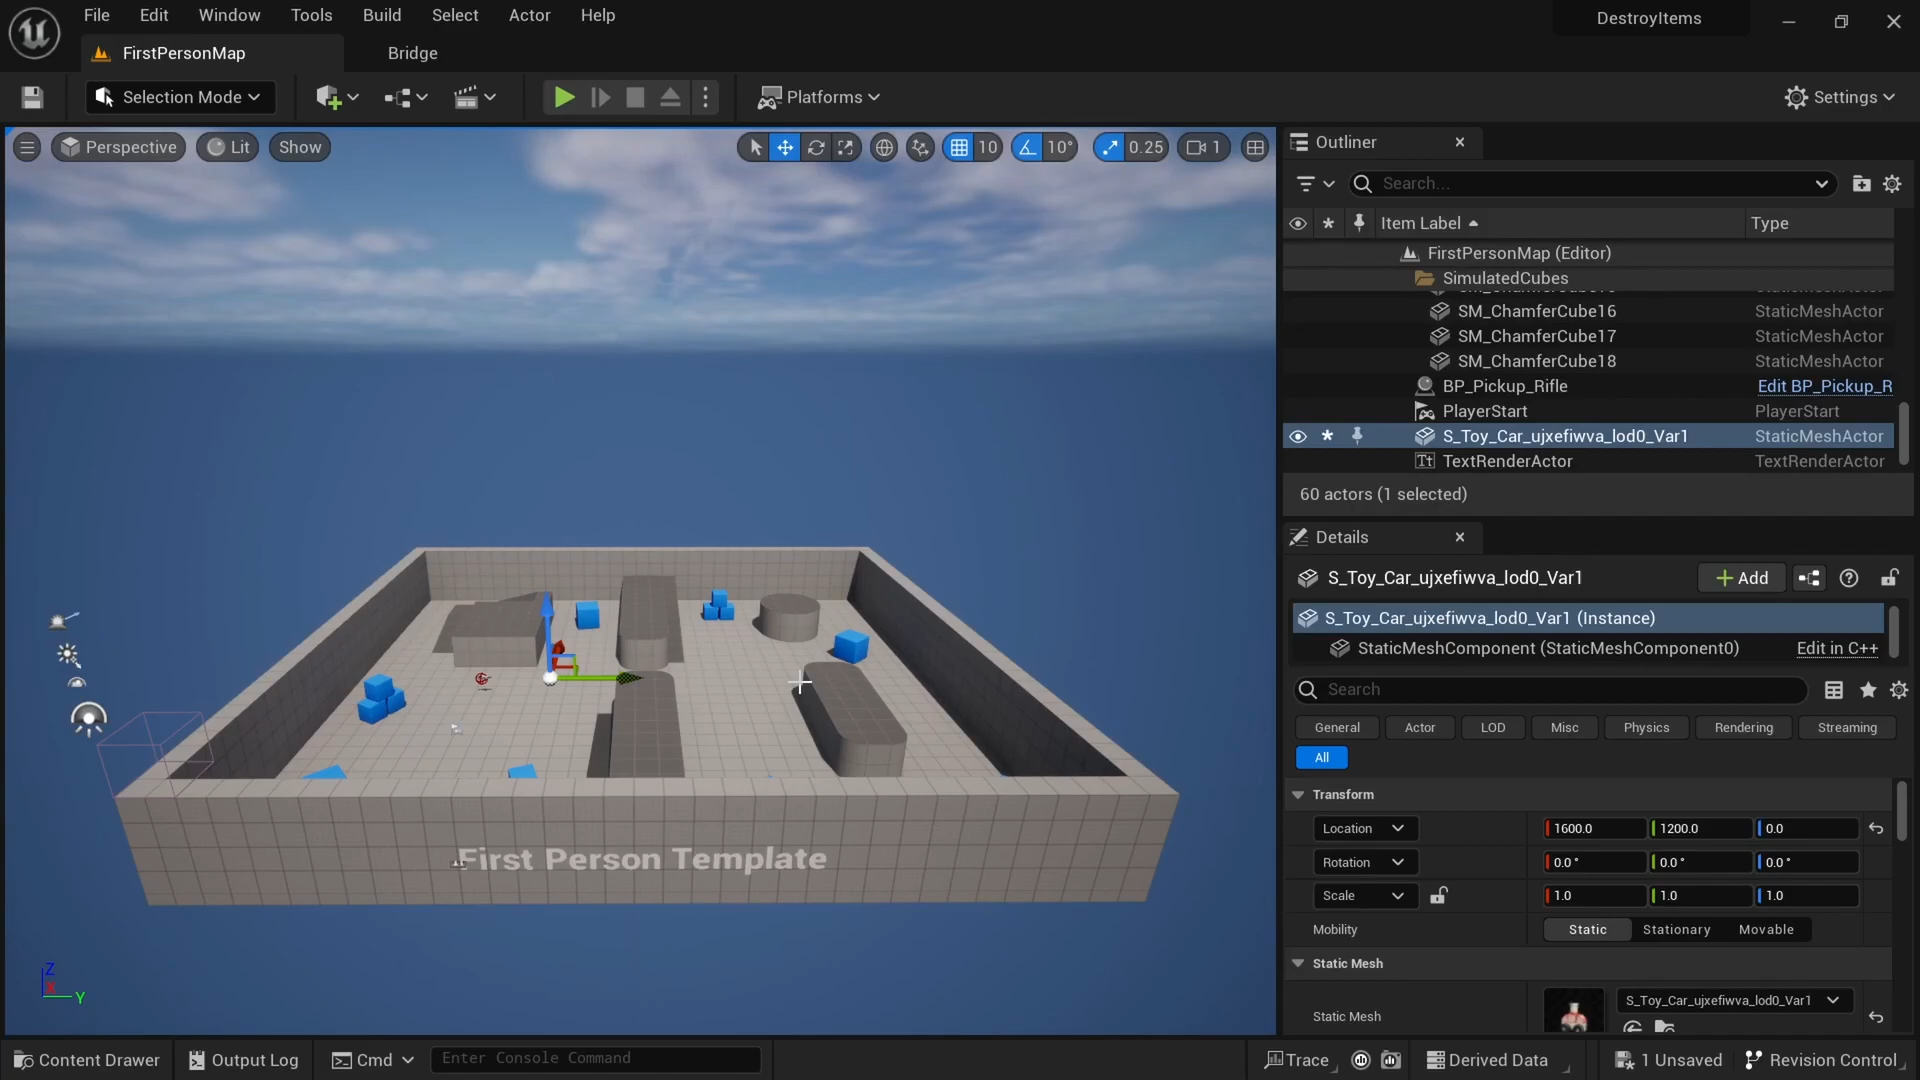 File Edit Window Tools Build Select Actor Help
DestroyItems
FirstPersonMap
Bridge
Selection Mode
Platforms
Settings
Perspective
Lit
Show
10
10°
0.25
1
Outliner
Search...
Item Label
Type
FirstPersonMap (Editor)
SimulatedCubes
SM_ChamferCube16 StaticMeshActor
SM_ChamferCube17 StaticMeshActor
SM_ChamferCube18 StaticMeshActor
BP_Pickup_Rifle Edit BP_Pickup_R
PlayerStart PlayerStart
S_Toy_Car_ujxefiwva_lod0_Var1 StaticMeshActor
TextRenderActor TextRenderActor
60 actors (1 selected)
Details
S_Toy_Car_ujxefiwva_lod0_Var1
Add
S_Toy_Car_ujxefiwva_lod0_Var1 (Instance)
StaticMeshComponent (StaticMeshComponent0) Edit in C++
Search
General Actor LOD Misc Physics Rendering Streaming
All
Transform
Location 1600.0 1200.0 0.0
Rotation 0.0° 0.0° 0.0°
Scale 1.0 1.0 1.0
Mobility Static Stationary Movable
Static Mesh
Static Mesh S_Toy_Car_ujxefiwva_lod0_Var1
First Person Template
Z
X
Y
Content Drawer
Output Log
Cmd
Enter Console Command
Trace
Derived Data
1 Unsaved
Revision Control